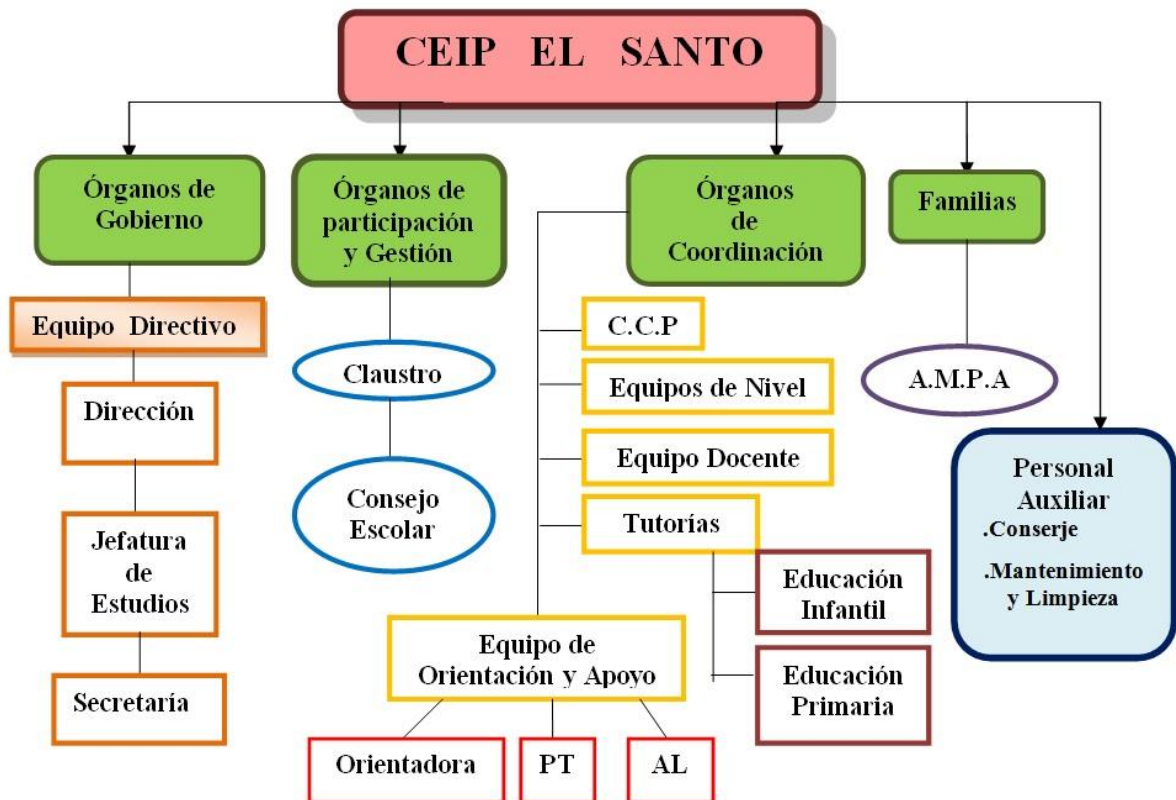 CEIP EL SANTO
Órganos de
Gobierno
Equipo Directivo
Dirección
Jefatura
de
Estudios
Secretaría
Órganos de
participación
y Gestión
Claustro
Consejo
Escolar
Órganos
de
Coordinación
C.C.P
Equipos de Nivel
Equipo Docente
Tutorías
Educación
Infantil
Educación
Primaria
Equipo de
Orientación y Apoyo
Orientadora
PT
AL
Familias
A.M.P.A
Personal
Auxiliar
.Conserje
.Mantenimiento
y Limpieza